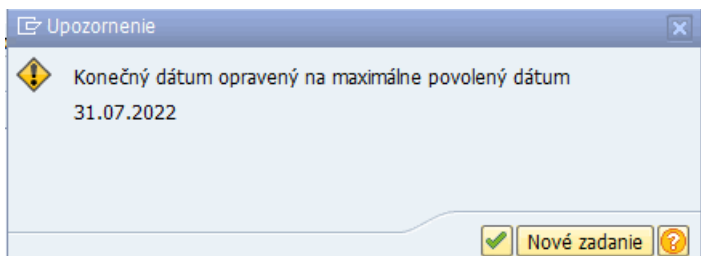 Upozornenie
Konečný dátum opravený na maximálne povolený dátum
31.07.2022
Nové zadanie